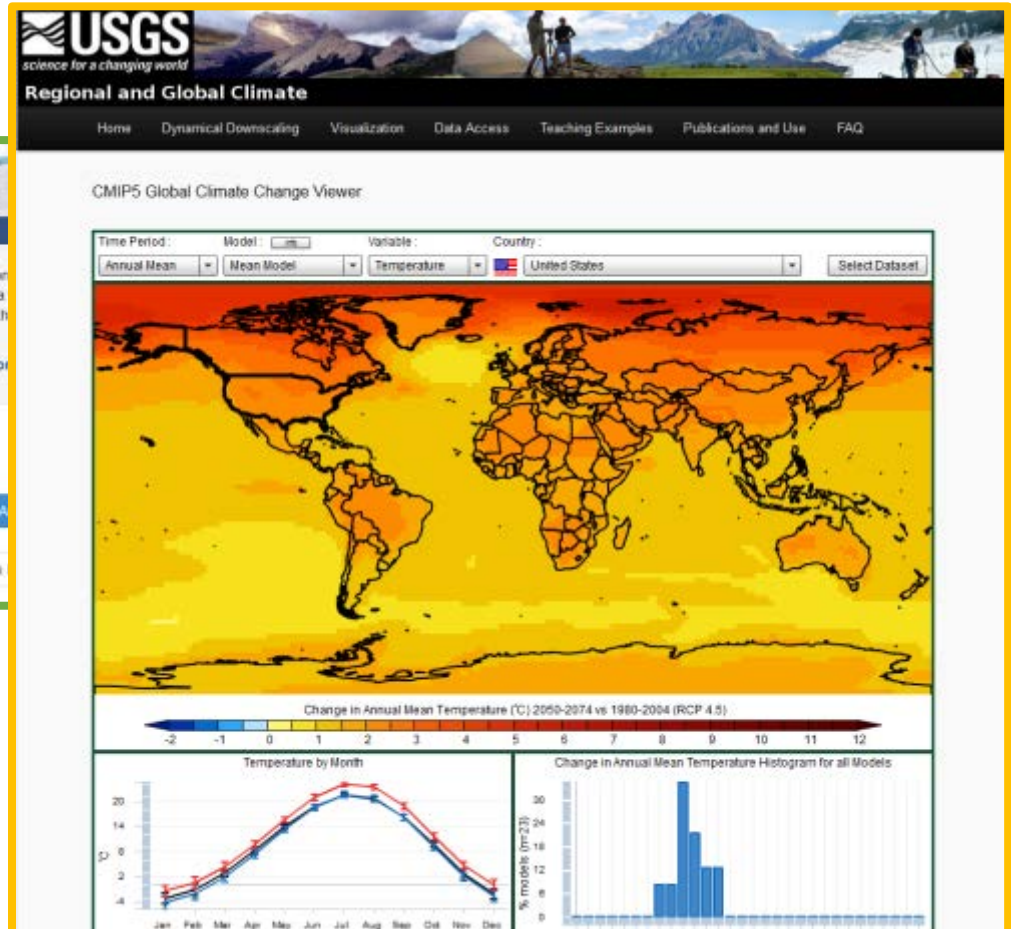 USGS
science for a changing world
Regional and Global Climate
Home Dynamical Downscaling Visualization Data Access Teaching Examples Publications and Use FAQ
CMIP5 Global Climate Change Viewer
Time Period : Model : Variable : Country :
Annual Mean Mean Model Temperature United States Select Dataset
Change in Annual Mean Temperature (°C) 2050-2074 vs 1980-2004 (RCP 4.5)
-2 -1 0 1 2 3 4 5 6 7 8 9 10 11 12
Temperature by Month
20
14
8
2
-4
°C
Jan Feb Mar Apr May Jun Jul Aug Sep Oct Nov Dec
Change in Annual Mean Temperature Histogram for all Models
30
24
18
12
6
0
% models (n=23)